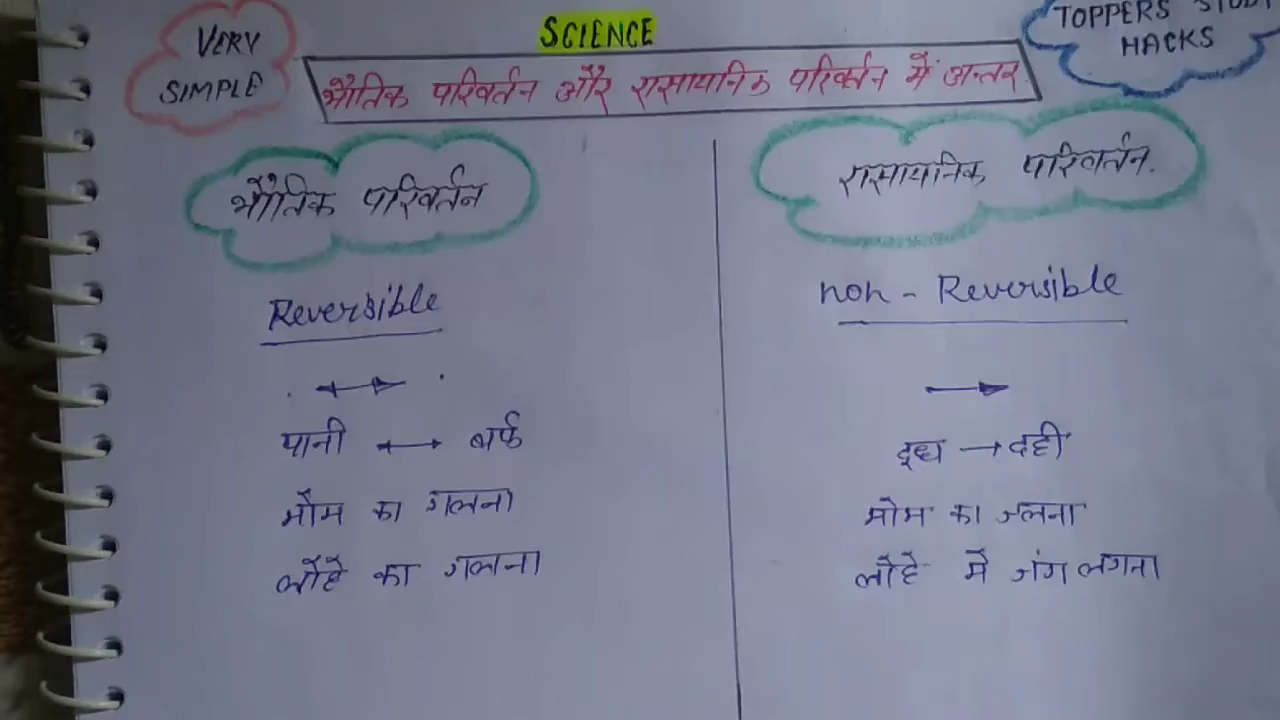 VERY
SIMPLE
SCIENCE
TOPPERS STUDY
HACKS
भौतिक परिवर्तन और रासायनिक परिवर्तन में अन्तर
भौतिक परिवर्तन
Reversible
पानी ↔ बर्फ
मोम का गलना
लोहे का गलना
रासायनिक परिवर्तन.
non - Reversible
→
दूध → दही
मोम का जलना
लोहे में जंग लगना